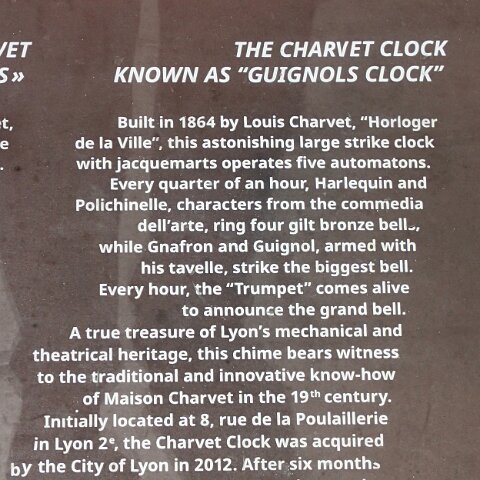 VET
S»
et,
e
.
THE CHARVET CLOCK
KNOWN AS “GUIGNOLS CLOCK”
Built in 1864 by Louis Charvet, “Horloger
de la Ville”, this astonishing large strike clock
with jacquemarts operates five automatons.
Every quarter of an hour, Harlequin and
Polichinelle, characters from the commedia
dell’arte, ring four gilt bronze bells,
while Gnafron and Guignol, armed with
his tavelle, strike the biggest bell.
Every hour, the “Trumpet” comes alive
to announce the grand bell.
A true treasure of Lyon’s mechanical and
theatrical heritage, this chime bears witness
to the traditional and innovative know-how
of Maison Charvet in the 19th century.
Initially located at 8, rue de la Poulaillerie
in Lyon 2e, the Charvet Clock was acquired
by the City of Lyon in 2012. After six months